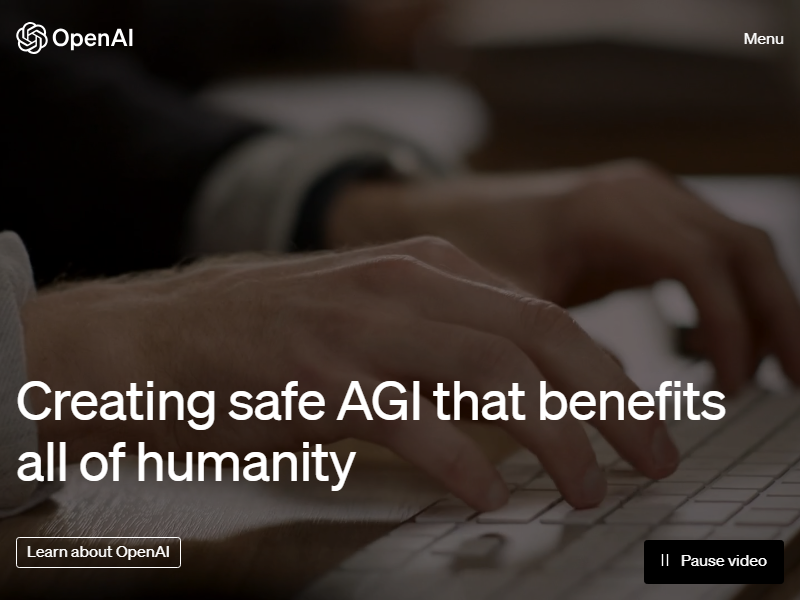 OpenAI
Menu
Creating safe AGI that benefits
all of humanity
Learn about OpenAI
Pause video